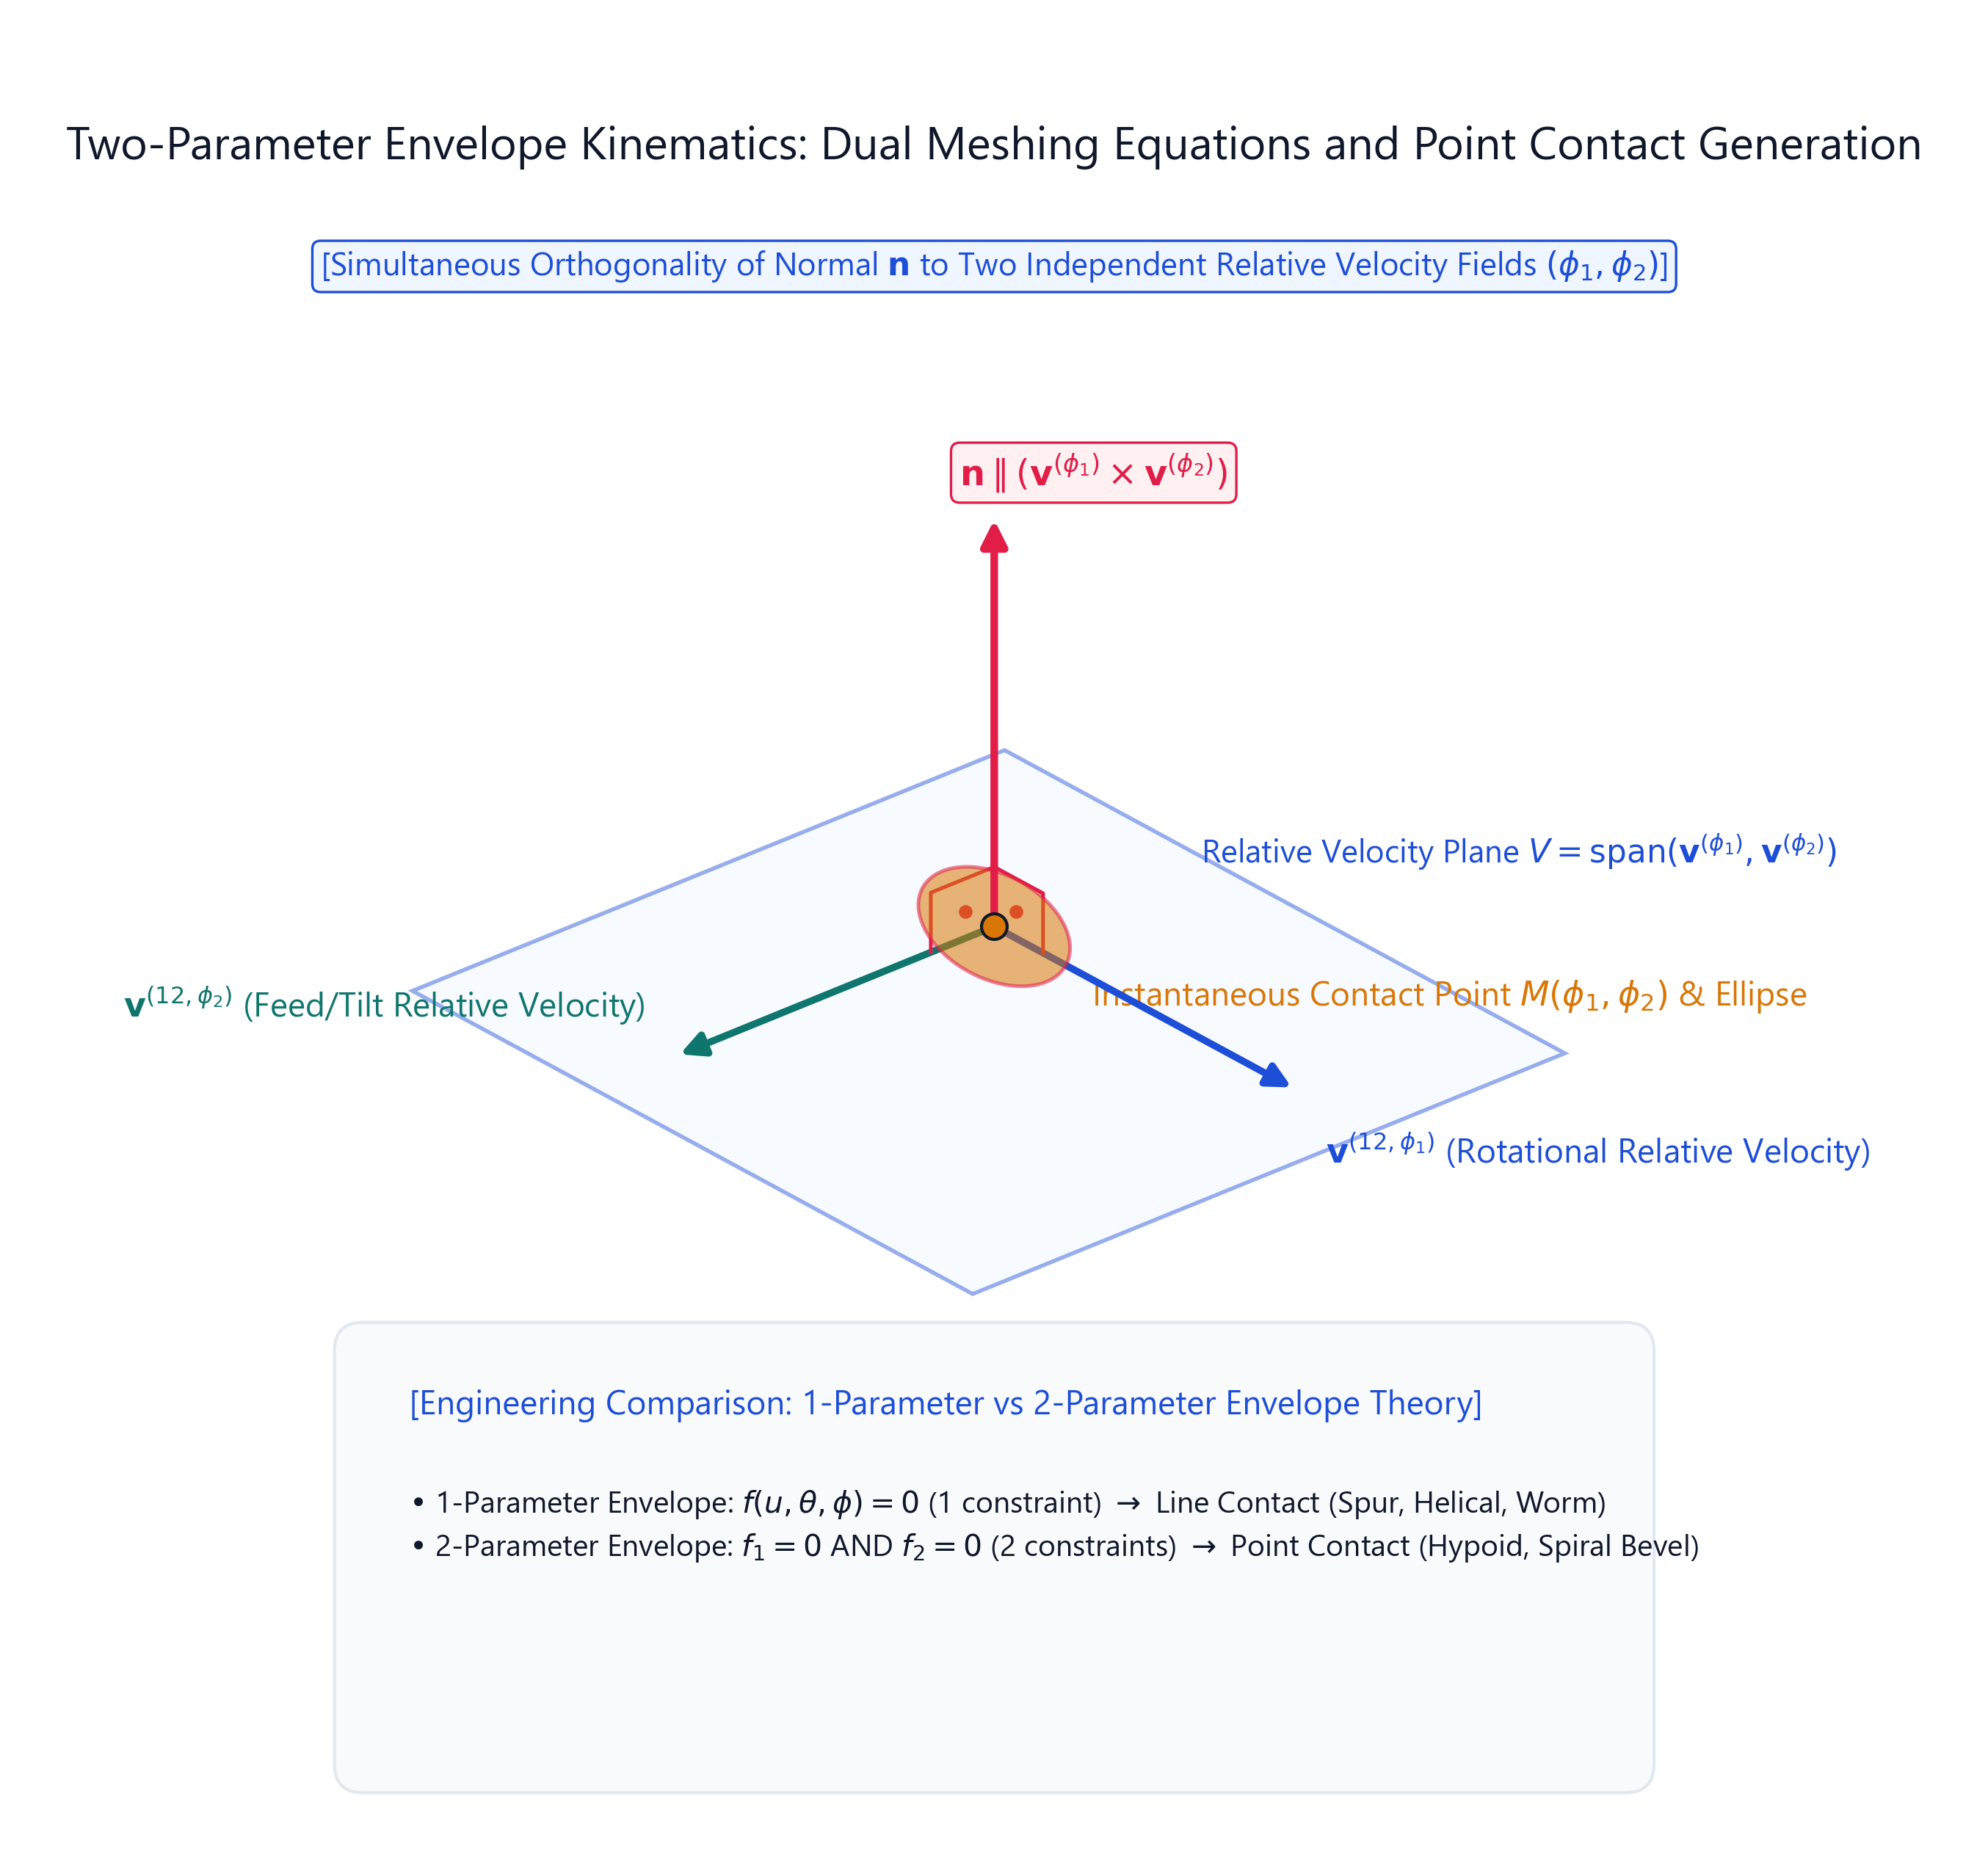 Two-Parameter Envelope Kinematics: Dual Meshing Equations and Point Contact Generation
[Simultaneous Orthogonality of Normal n to Two Independent Relative Velocity Fields (ϕ₁, ϕ₂)]
n ∥ (v^(ϕ₁) × v^(ϕ₂))
Relative Velocity Plane V = span(v^(ϕ₁), v^(ϕ₂))
v^(12, ϕ₂) (Feed/Tilt Relative Velocity)
Instantaneous Contact Point M(ϕ₁, ϕ₂) & Ellipse
v^(12, ϕ₁) (Rotational Relative Velocity)
[Engineering Comparison: 1-Parameter vs 2-Parameter Envelope Theory]
• 1-Parameter Envelope: f(u, θ, ϕ) = 0 (1 constraint) → Line Contact (Spur, Helical, Worm)
• 2-Parameter Envelope: f₁ = 0 AND f₂ = 0 (2 constraints) → Point Contact (Hypoid, Spiral Bevel)